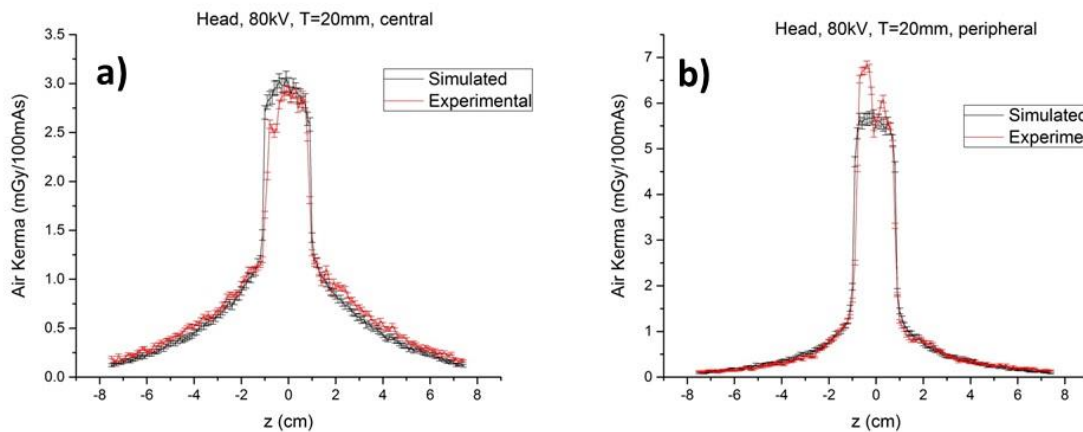 Head, 80kV, T=20mm, central
a)
Simulated
Experimental
3.5
3.0
2.5
2.0
1.5
1.0
0.5
0.0
Air Kerma (mGy/100mAs)
-8 -6 -4 -2 0 2 4 6 8
z (cm)
Head, 80kV, T=20mm, peripheral
b)
Simulated
Experime
7
6
5
4
3
2
1
0
Air Kerma (mGy/100mAs)
-8 -6 -4 -2 0 2 4 6 8
z (cm)